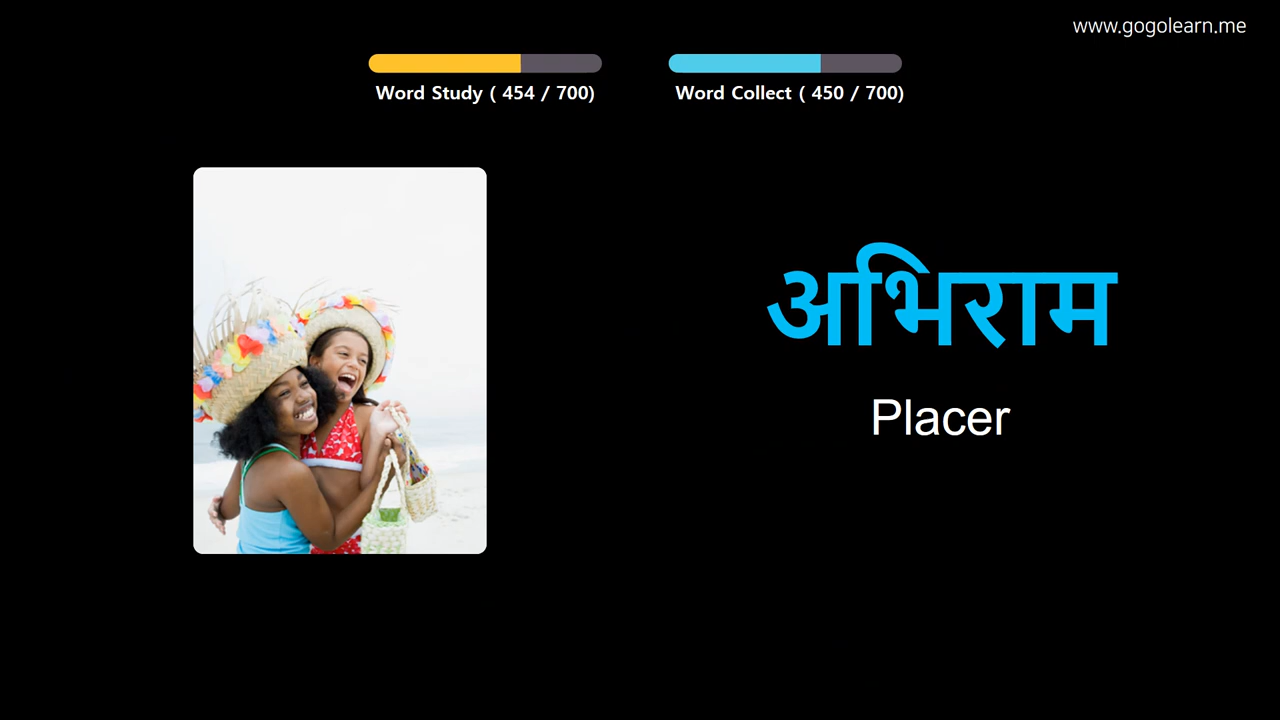 www.gogolearn.me
Word Study ( 454 / 700)
Word Collect ( 450 / 700)
अभिराम
Placer